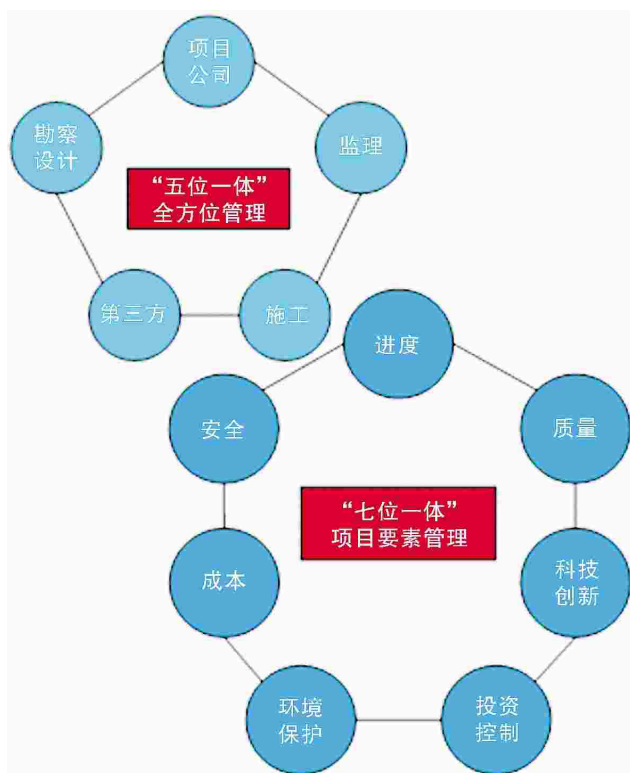 项目
公司
勘察
设计
监理
“五位一体”
全方位管理
第三方
施工
进度
安全
质量
“七位一体”
项目要素管理
成本
科技
创新
环境
保护
投资
控制